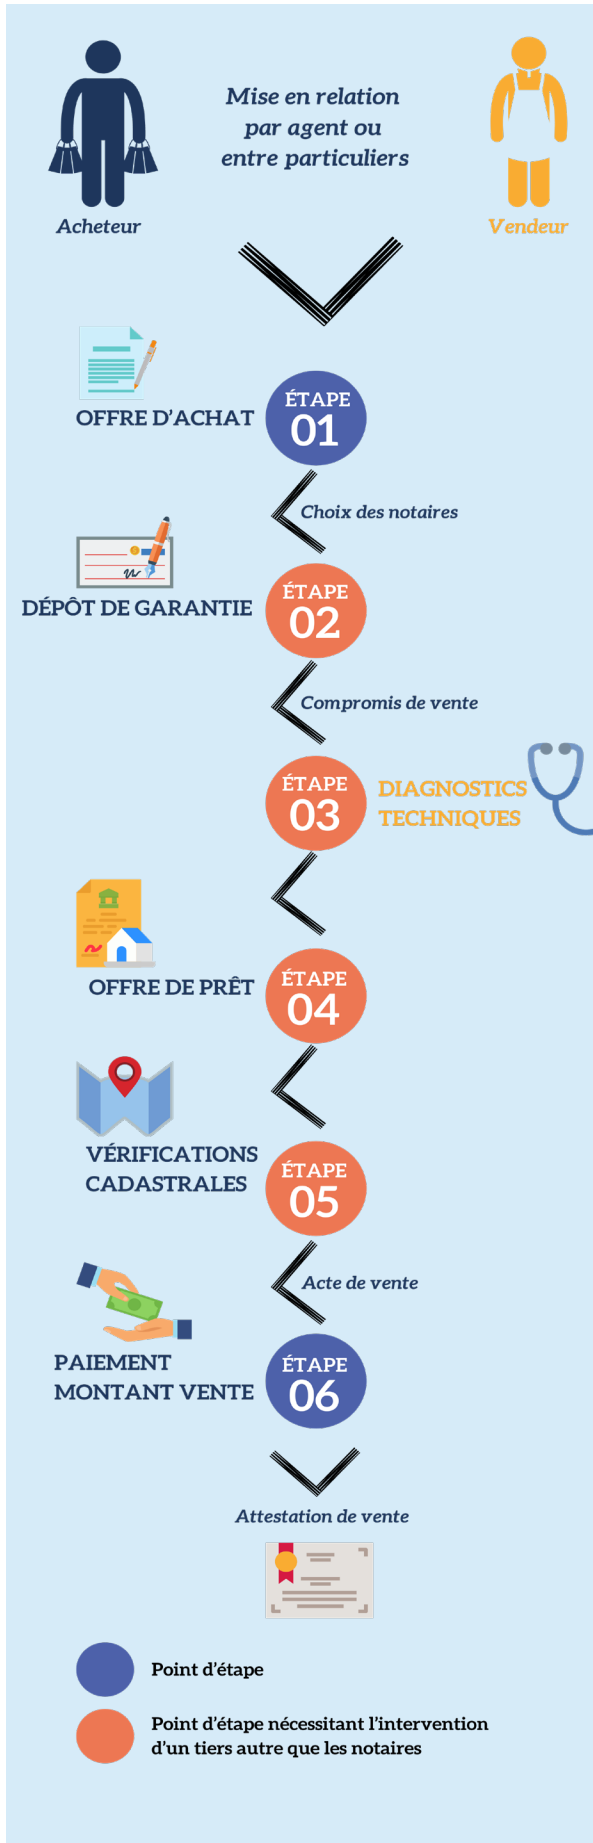 Mise en relation
par agent ou
entre particuliers
Acheteur
Vendeur
OFFRE D'ACHAT
ÉTAPE
01
Choix des notaires
DÉPÔT DE GARANTIE
ÉTAPE
02
Compromis de vente
ÉTAPE
03
DIAGNOSTICS
TECHNIQUES
OFFRE DE PRÊT
ÉTAPE
04
VÉRIFICATIONS
CADASTRALES
ÉTAPE
05
Acte de vente
PAIEMENT
MONTANT VENTE
ÉTAPE
06
Attestation de vente
Point d'étape
Point d'étape nécessitant l'intervention
d'un tiers autre que les notaires